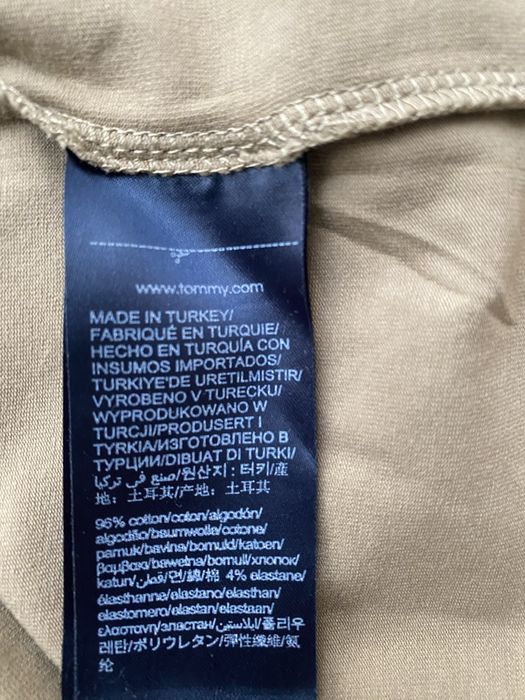 www.tommy.com
MADE IN TURKEY/
FABRIQUÉ EN TURQUIE/
HECHO EN TURQUÍA CON
INSUMOS IMPORTADOS/
TURKIYE'DE URETILMISTIR/
VYROBENO V TURECKU/
WYPRODUKOWANO W
TURCJI/PRODUSERT I
TYRKIA/ИЗГОТОВЛЕНО В
ТУРЦИИ/DIBUAT DI TURKI/
صنع في تركيا/원산지 : 터키/産
地: 土耳其/产地: 土耳其
96% cotton/coton/algodón/
algodão/baumwolle/cotone/
pamuk/bavlna/bomuld/katoen/
βαμβακι/bawełna/bomull/хлопок/
katun/قطن/면/綿/棉 4% elastane/
élasthanne/elastano/elasthan/
elastomero/elastan/elastaan/
ελαστανη/эластан/ايلاستين/폴리우
레탄/ポリウレタン/彈性纖維/氨
纶